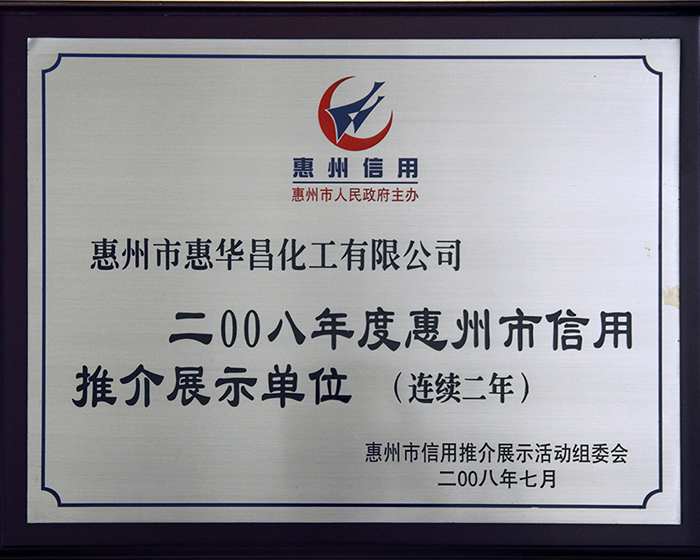 惠州信用
惠州市人民政府主办
惠州市惠华昌化工有限公司
二00八年度惠州市信用
推介展示单位 （连续二年）
惠州市信用推介展示活动组委会
二00八年七月